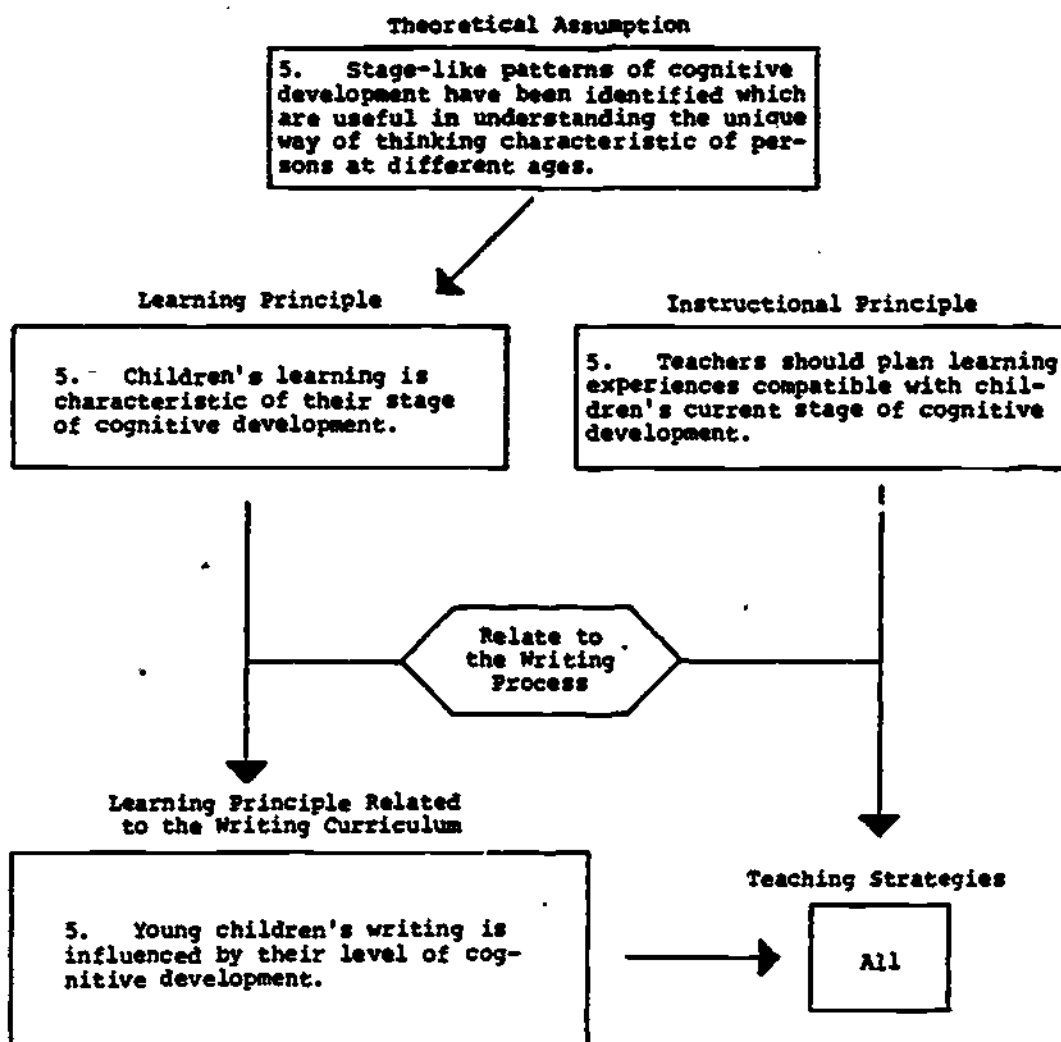 Theoretical Assumption
5. Stage-like patterns of cognitive
development have been identified which
are useful in understanding the unique
way of thinking characteristic of per-
sons at different ages.
Learning Principle
5. Children's learning is
characteristic of their stage
of cognitive development.
Instructional Principle
5. Teachers should plan learning
experiences compatible with chil-
dren's current stage of cognitive
development.
Relate to
the Writing
Process
Learning Principle Related
to the Writing Curriculum
5. Young children's writing is
influenced by their level of cog-
nitive development.
Teaching Strategies
All